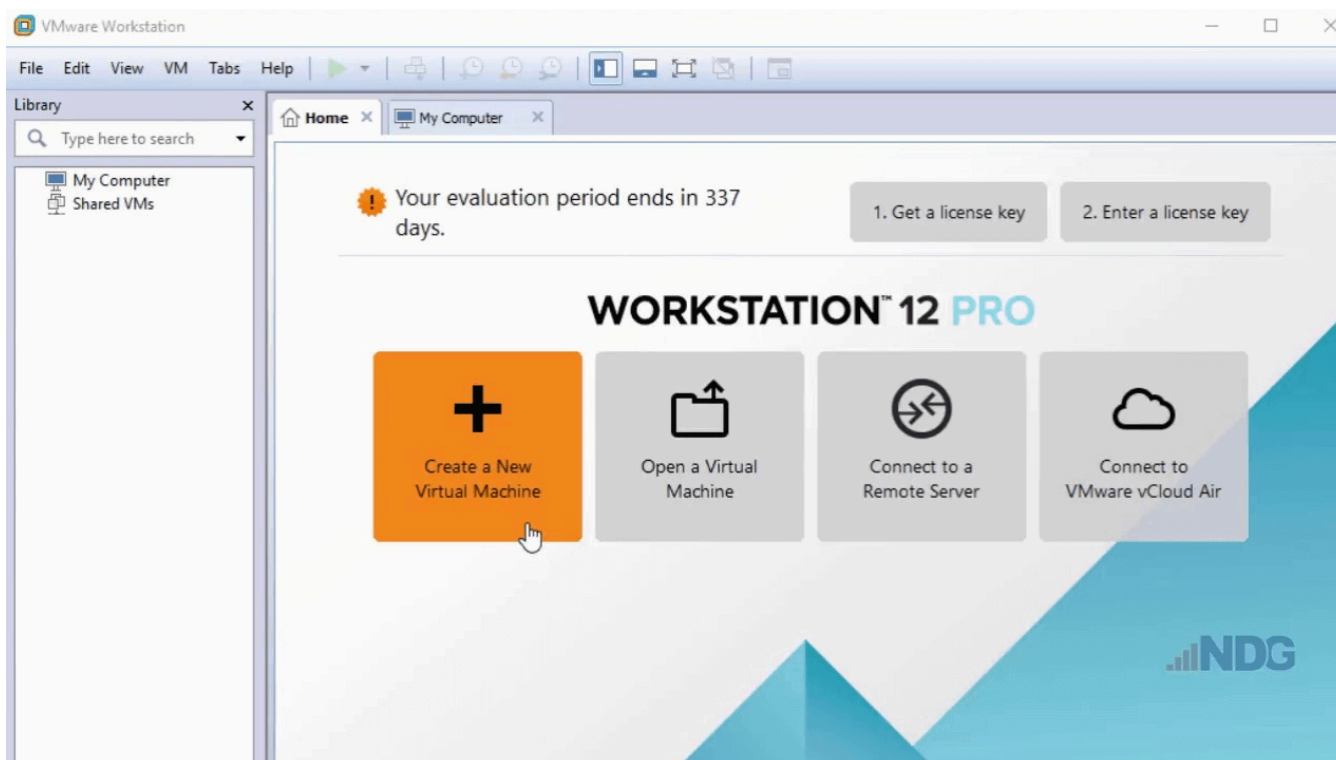 VMware Workstation
File Edit View VM Tabs Help
Library
Type here to search
My Computer
Shared VMs
Home
My Computer
Your evaluation period ends in 337
days.
1. Get a license key
2. Enter a license key
WORKSTATION™ 12 PRO
Create a New
Virtual Machine
Open a Virtual
Machine
Connect to a
Remote Server
Connect to
VMware vCloud Air
NDG